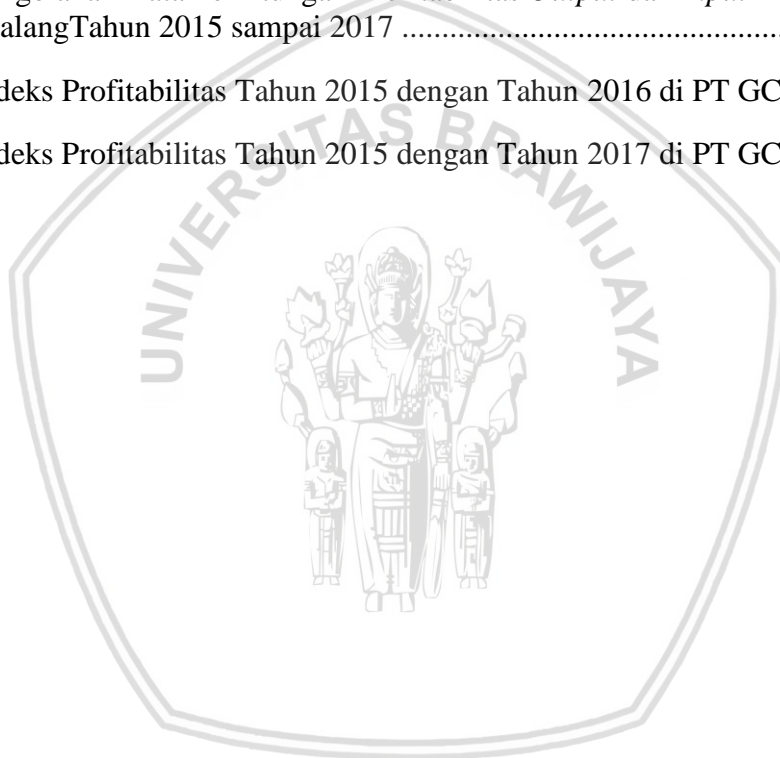 alangTahun 2015 sampai 2017 ........................................
deks Profitabilitas Tahun 2015 dengan Tahun 2016 di PT GC
deks Profitabilitas Tahun 2015 dengan Tahun 2017 di PT GC
UNIVERSITAS BRAWIJAYA